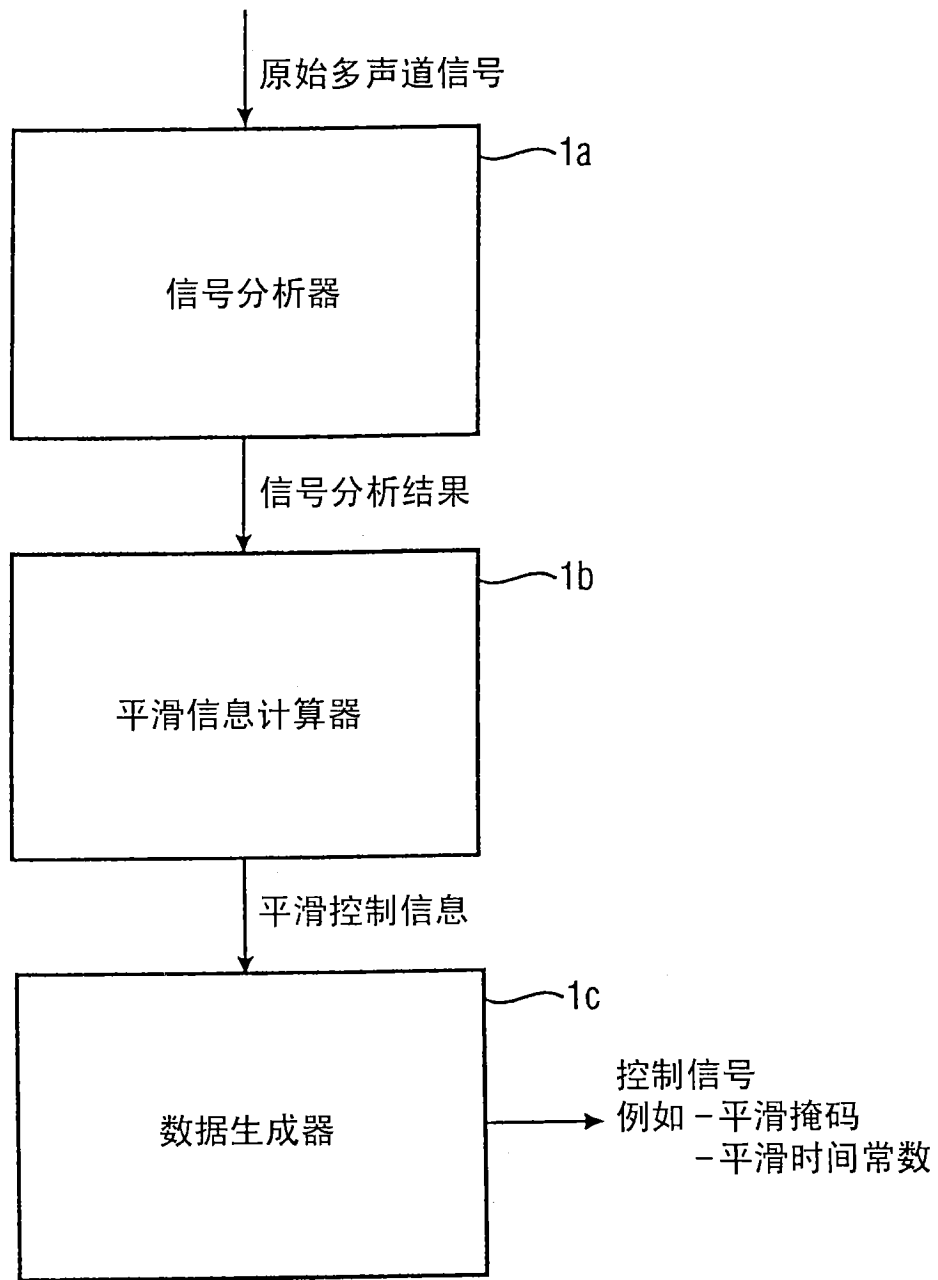 原始多声道信号
1a
信号分析器
信号分析结果
1b
平滑信息计算器
平滑控制信息
1c
数据生成器
控制信号
例如 -平滑掩码
-平滑时间常数